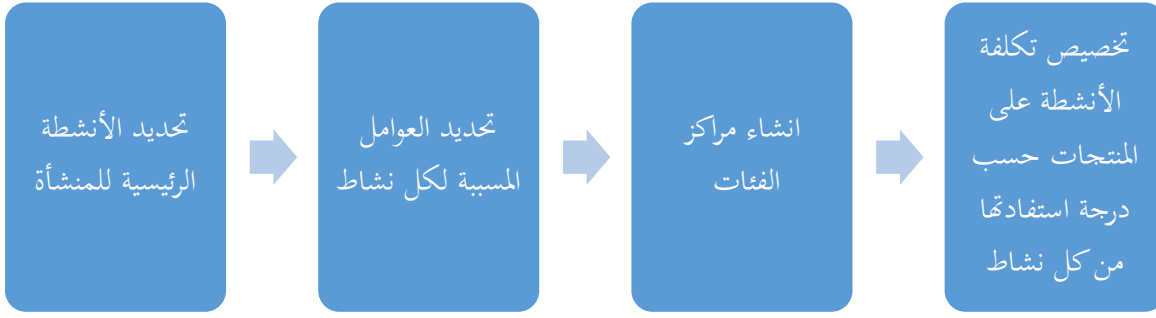 تحديد الأنشطة
الرئيسية للمنشأة
تحديد العوامل
المسببة لكل نشاط
انشاء مراكز
الفئات
تخصيص تكلفة
الأنشطة على
المنتجات حسب
درجة استفادتها
من كل نشاط